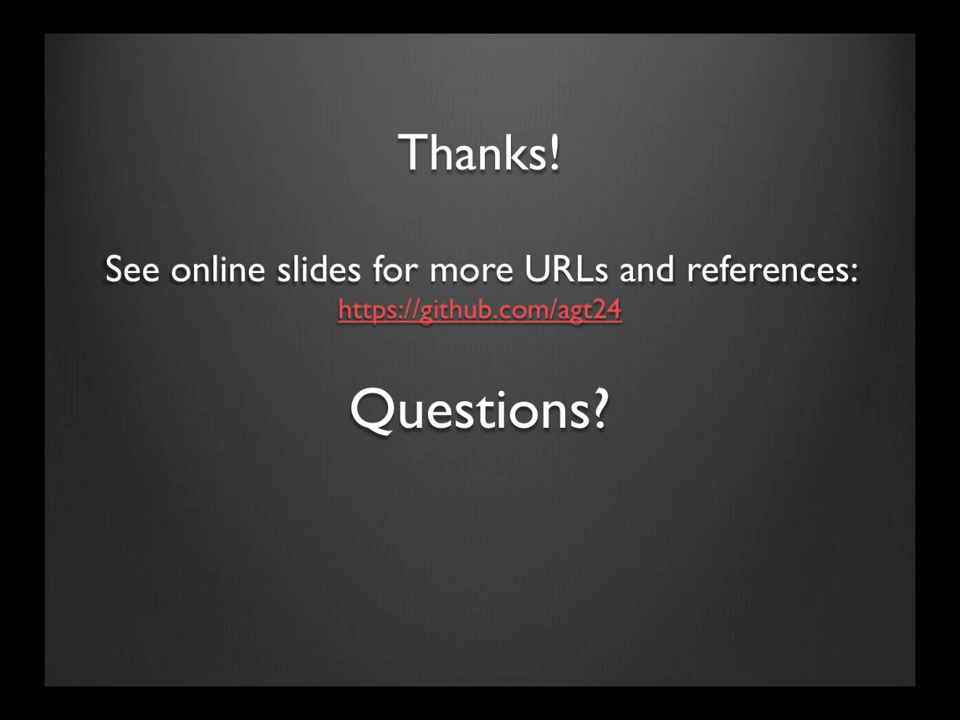 Thanks!
See online slides for more URLs and references:
https://github.com/agt24
Questions?